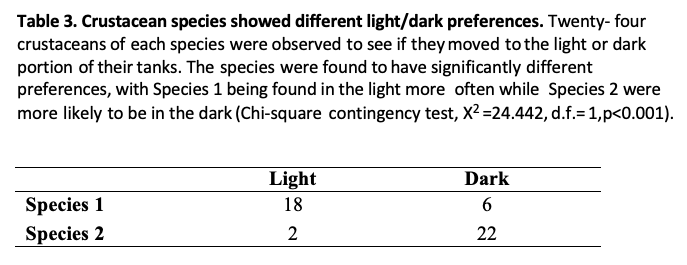 Table 3. Crustacean species showed different light/dark preferences. Twenty- four
crustaceans of each species were observed to see if they moved to the light or dark
portion of their tanks. The species were found to have significantly different
preferences, with Species 1 being found in the light more often while Species 2 were
more likely to be in the dark (Chi-square contingency test, X² =24.442, d.f.= 1,p<0.001).
Light Dark
Species 1 18 6
Species 2 2 22